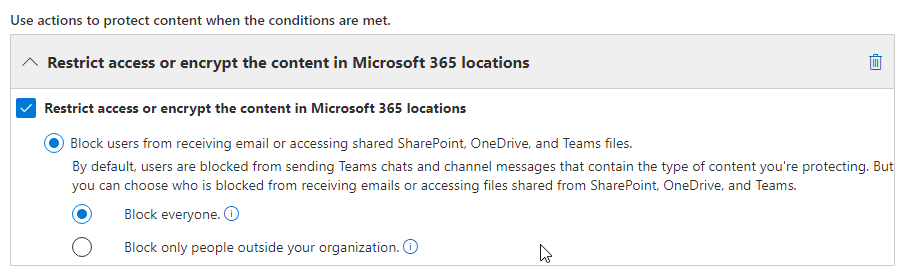 Use actions to protect content when the conditions are met.
Restrict access or encrypt the content in Microsoft 365 locations
Restrict access or encrypt the content in Microsoft 365 locations
Block users from receiving email or accessing shared SharePoint, OneDrive, and Teams files.
By default, users are blocked from sending Teams chats and channel messages that contain the type of content you're protecting. But
you can choose who is blocked from receiving emails or accessing files shared from SharePoint, OneDrive, and Teams.
Block everyone.
Block only people outside your organization.